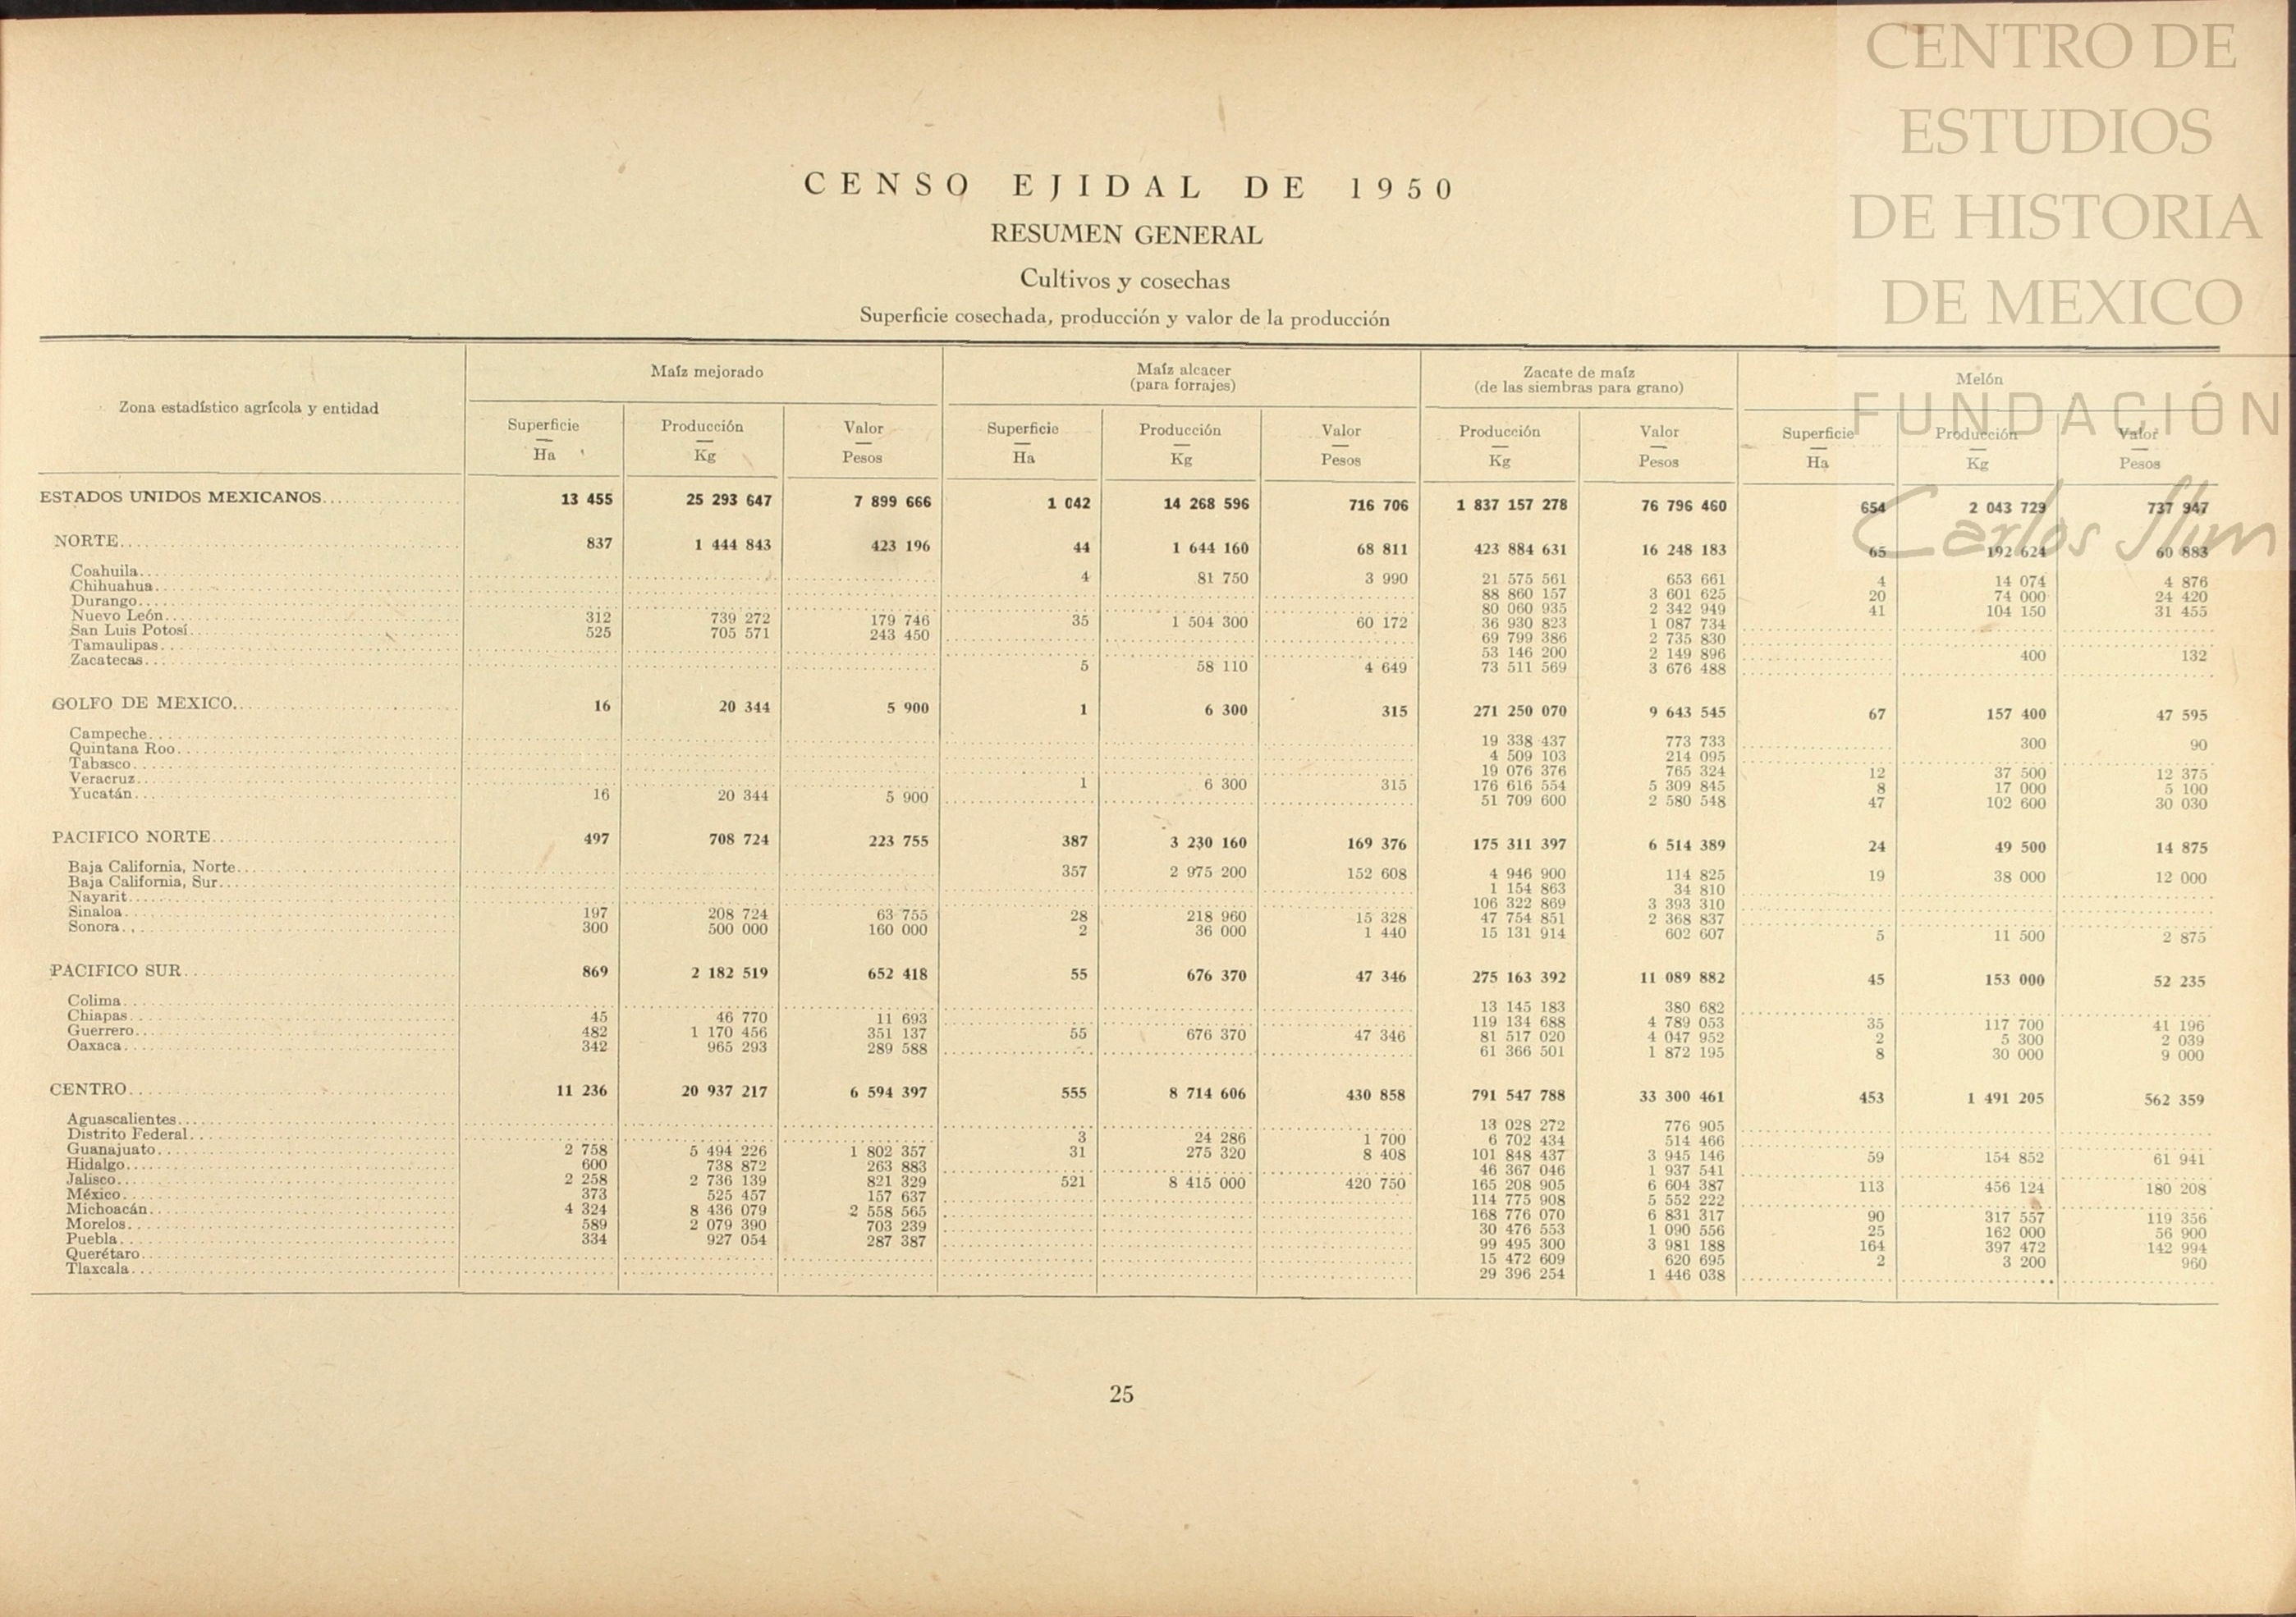 CENTRO DE
ESTUDIOS
DE HISTORIA
DE MEXICO
FUNDACIÓN
Carlos Slim
CENSO EJIDAL DE 1950
RESUMEN GENERAL
Cultivos y cosechas
Superficie cosechada, producción y valor de la producción
Zona estadístico agrícola y entidad
Maíz mejorado
Maíz alcacer
(para forrajes)
Zacate de maíz
(de las siembras para grano)
Melón
Superficie Producción Valor Superficie Producción Valor Producción Valor Superficie Producción Valor
Ha Kg Pesos Ha Kg Pesos Kg Pesos Ha Kg Pesos
ESTADOS UNIDOS MEXICANOS 13 455 25 293 647 7 899 666 1 042 14 268 596 716 706 1 837 157 278 76 796 460 654 2 043 729 737 947
NORTE 837 1 444 843 423 196 44 1 644 160 68 811 423 884 631 16 248 183 65 192 624 60 883
Coahuila 4 81 750 3 990 21 575 561 653 661 4 14 074 4 876
Chihuahua 88 860 157 3 601 625 20 74 000 24 420
Durango 80 060 935 2 342 949 41 104 150 31 455
Nuevo León 312 739 272 179 746 35 1 504 300 60 172 36 930 823 1 087 734
San Luis Potosí 525 705 571 243 450 69 799 386 2 735 830
Tamaulipas 53 146 200 2 149 896 400 132
Zacatecas 5 58 110 4 649 73 511 569 3 676 488
GOLFO DE MEXICO 16 20 344 5 900 1 6 300 315 271 250 070 9 643 545 67 157 400 47 595
Campeche 19 338 437 773 733 300 90
Quintana Roo 4 509 103 214 095
Tabasco 19 076 376 765 324 12 37 500 12 375
Veracruz 1 6 300 315 176 616 554 5 309 845 8 17 000 5 100
Yucatán 16 20 344 5 900 51 709 600 2 580 548 47 102 600 30 030
PACIFICO NORTE 497 708 724 223 755 387 3 230 160 169 376 175 311 397 6 514 389 24 49 500 14 875
Baja California, Norte 357 2 975 200 152 608 4 946 900 114 825 19 38 000 12 000
Baja California, Sur 1 154 863 34 810
Nayarit 106 322 869 3 393 310
Sinaloa 197 208 724 63 755 28 218 960 15 328 47 754 851 2 368 837
Sonora 300 500 000 160 000 2 36 000 1 440 15 131 914 602 607 5 11 500 2 875
PACIFICO SUR 869 2 182 519 652 418 55 676 370 47 346 275 163 392 11 089 882 45 153 000 52 235
Colima 13 145 183 380 682
Chiapas 45 46 770 11 693 119 134 688 4 789 053 35 117 700 41 196
Guerrero 482 1 170 456 351 137 55 676 370 47 346 81 517 020 4 047 952 2 5 300 2 039
Oaxaca 342 965 293 289 588 61 366 501 1 872 195 8 30 000 9 000
CENTRO 11 236 20 937 217 6 594 397 555 8 714 606 430 858 791 547 788 33 300 461 453 1 491 205 562 359
Aguascalientes 13 028 272 776 905
Distrito Federal 3 24 286 1 700 6 702 434 514 466
Guanajuato 2 758 5 494 226 1 802 357 31 275 320 8 408 101 848 437 3 945 146 59 154 852 61 941
Hidalgo 600 738 872 263 883 46 367 046 1 937 541
Jalisco 2 258 2 736 139 821 329 521 8 415 000 420 750 165 208 905 6 604 387 113 456 124 180 208
México 373 525 457 157 637 114 775 908 5 552 222
Michoacán 4 324 8 436 079 2 558 565 168 776 070 6 831 317 90 317 557 119 356
Morelos 589 2 079 390 703 239 30 476 553 1 090 556 25 162 000 56 900
Puebla 334 927 054 287 387 99 495 300 3 981 188 164 397 472 142 994
Querétaro 15 472 609 620 695 2 3 200 960
Tlaxcala 29 396 254 1 446 038
25